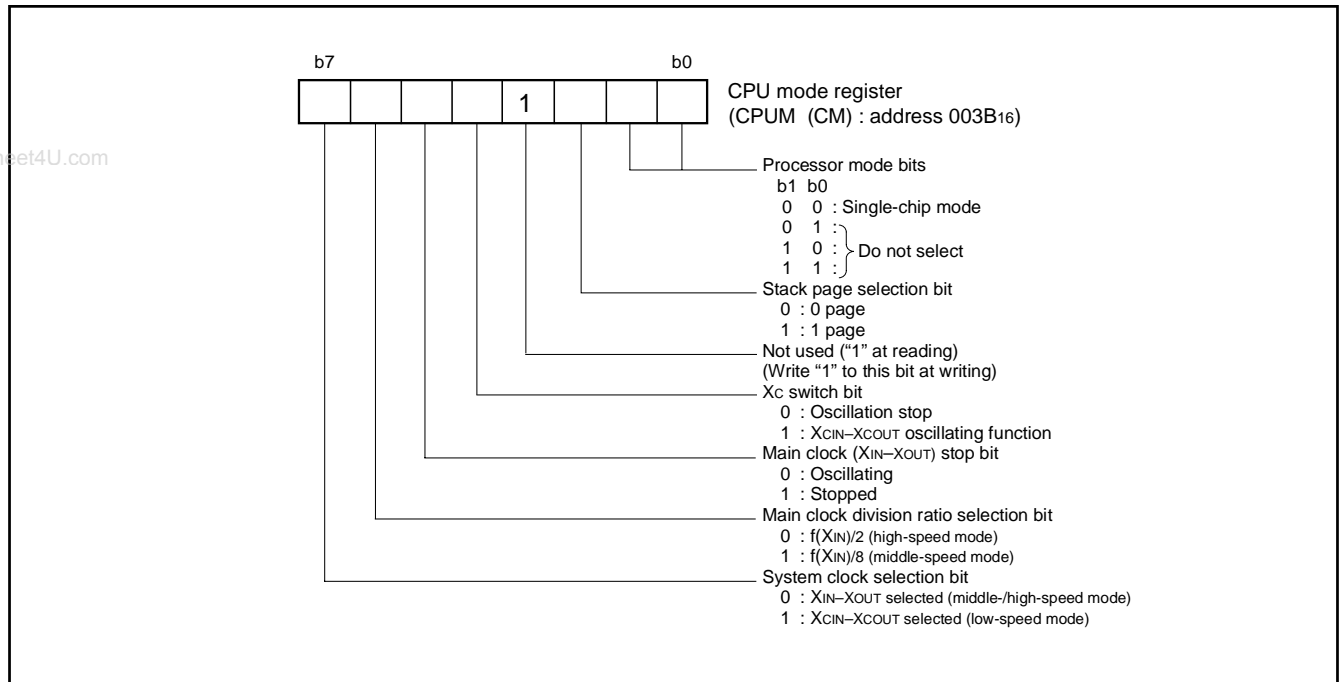 b7 b0
1
CPU mode register
(CPUM (CM) : address 003B16)
eet4U.com
Processor mode bits
b1 b0
0 0 : Single-chip mode
0 1 :
1 0 : Do not select
1 1 :
Stack page selection bit
0 : 0 page
1 : 1 page
Not used (“1” at reading)
(Write “1” to this bit at writing)
XC switch bit
0 : Oscillation stop
1 : XCIN–XCOUT oscillating function
Main clock (XIN–XOUT) stop bit
0 : Oscillating
1 : Stopped
Main clock division ratio selection bit
0 : f(XIN)/2 (high-speed mode)
1 : f(XIN)/8 (middle-speed mode)
System clock selection bit
0 : XIN–XOUT selected (middle-/high-speed mode)
1 : XCIN–XCOUT selected (low-speed mode)